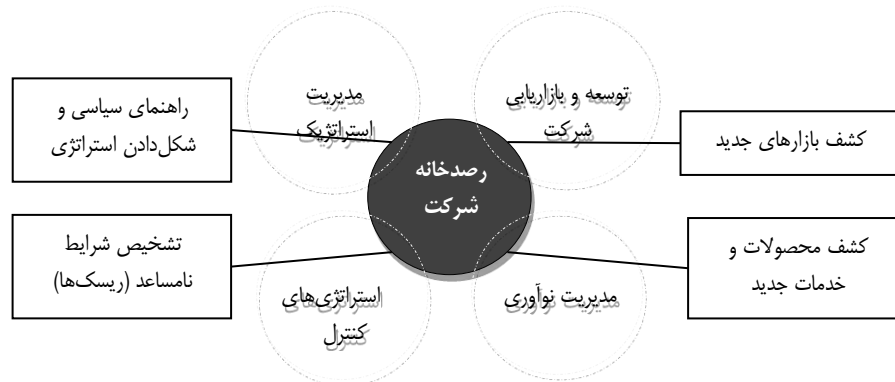 توسعه و بازاریابی
شرکت
مدیریت
استراتژیک
راهنمای سیاسی و
شکل‌دادن استراتژی
کشف بازارهای جدید
رصدخانه
شرکت
کشف محصولات و
خدمات جدید
مدیریت نوآوری
استراتژی‌های
کنترل
تشخیص شرایط
نامساعد (ریسک‌ها)